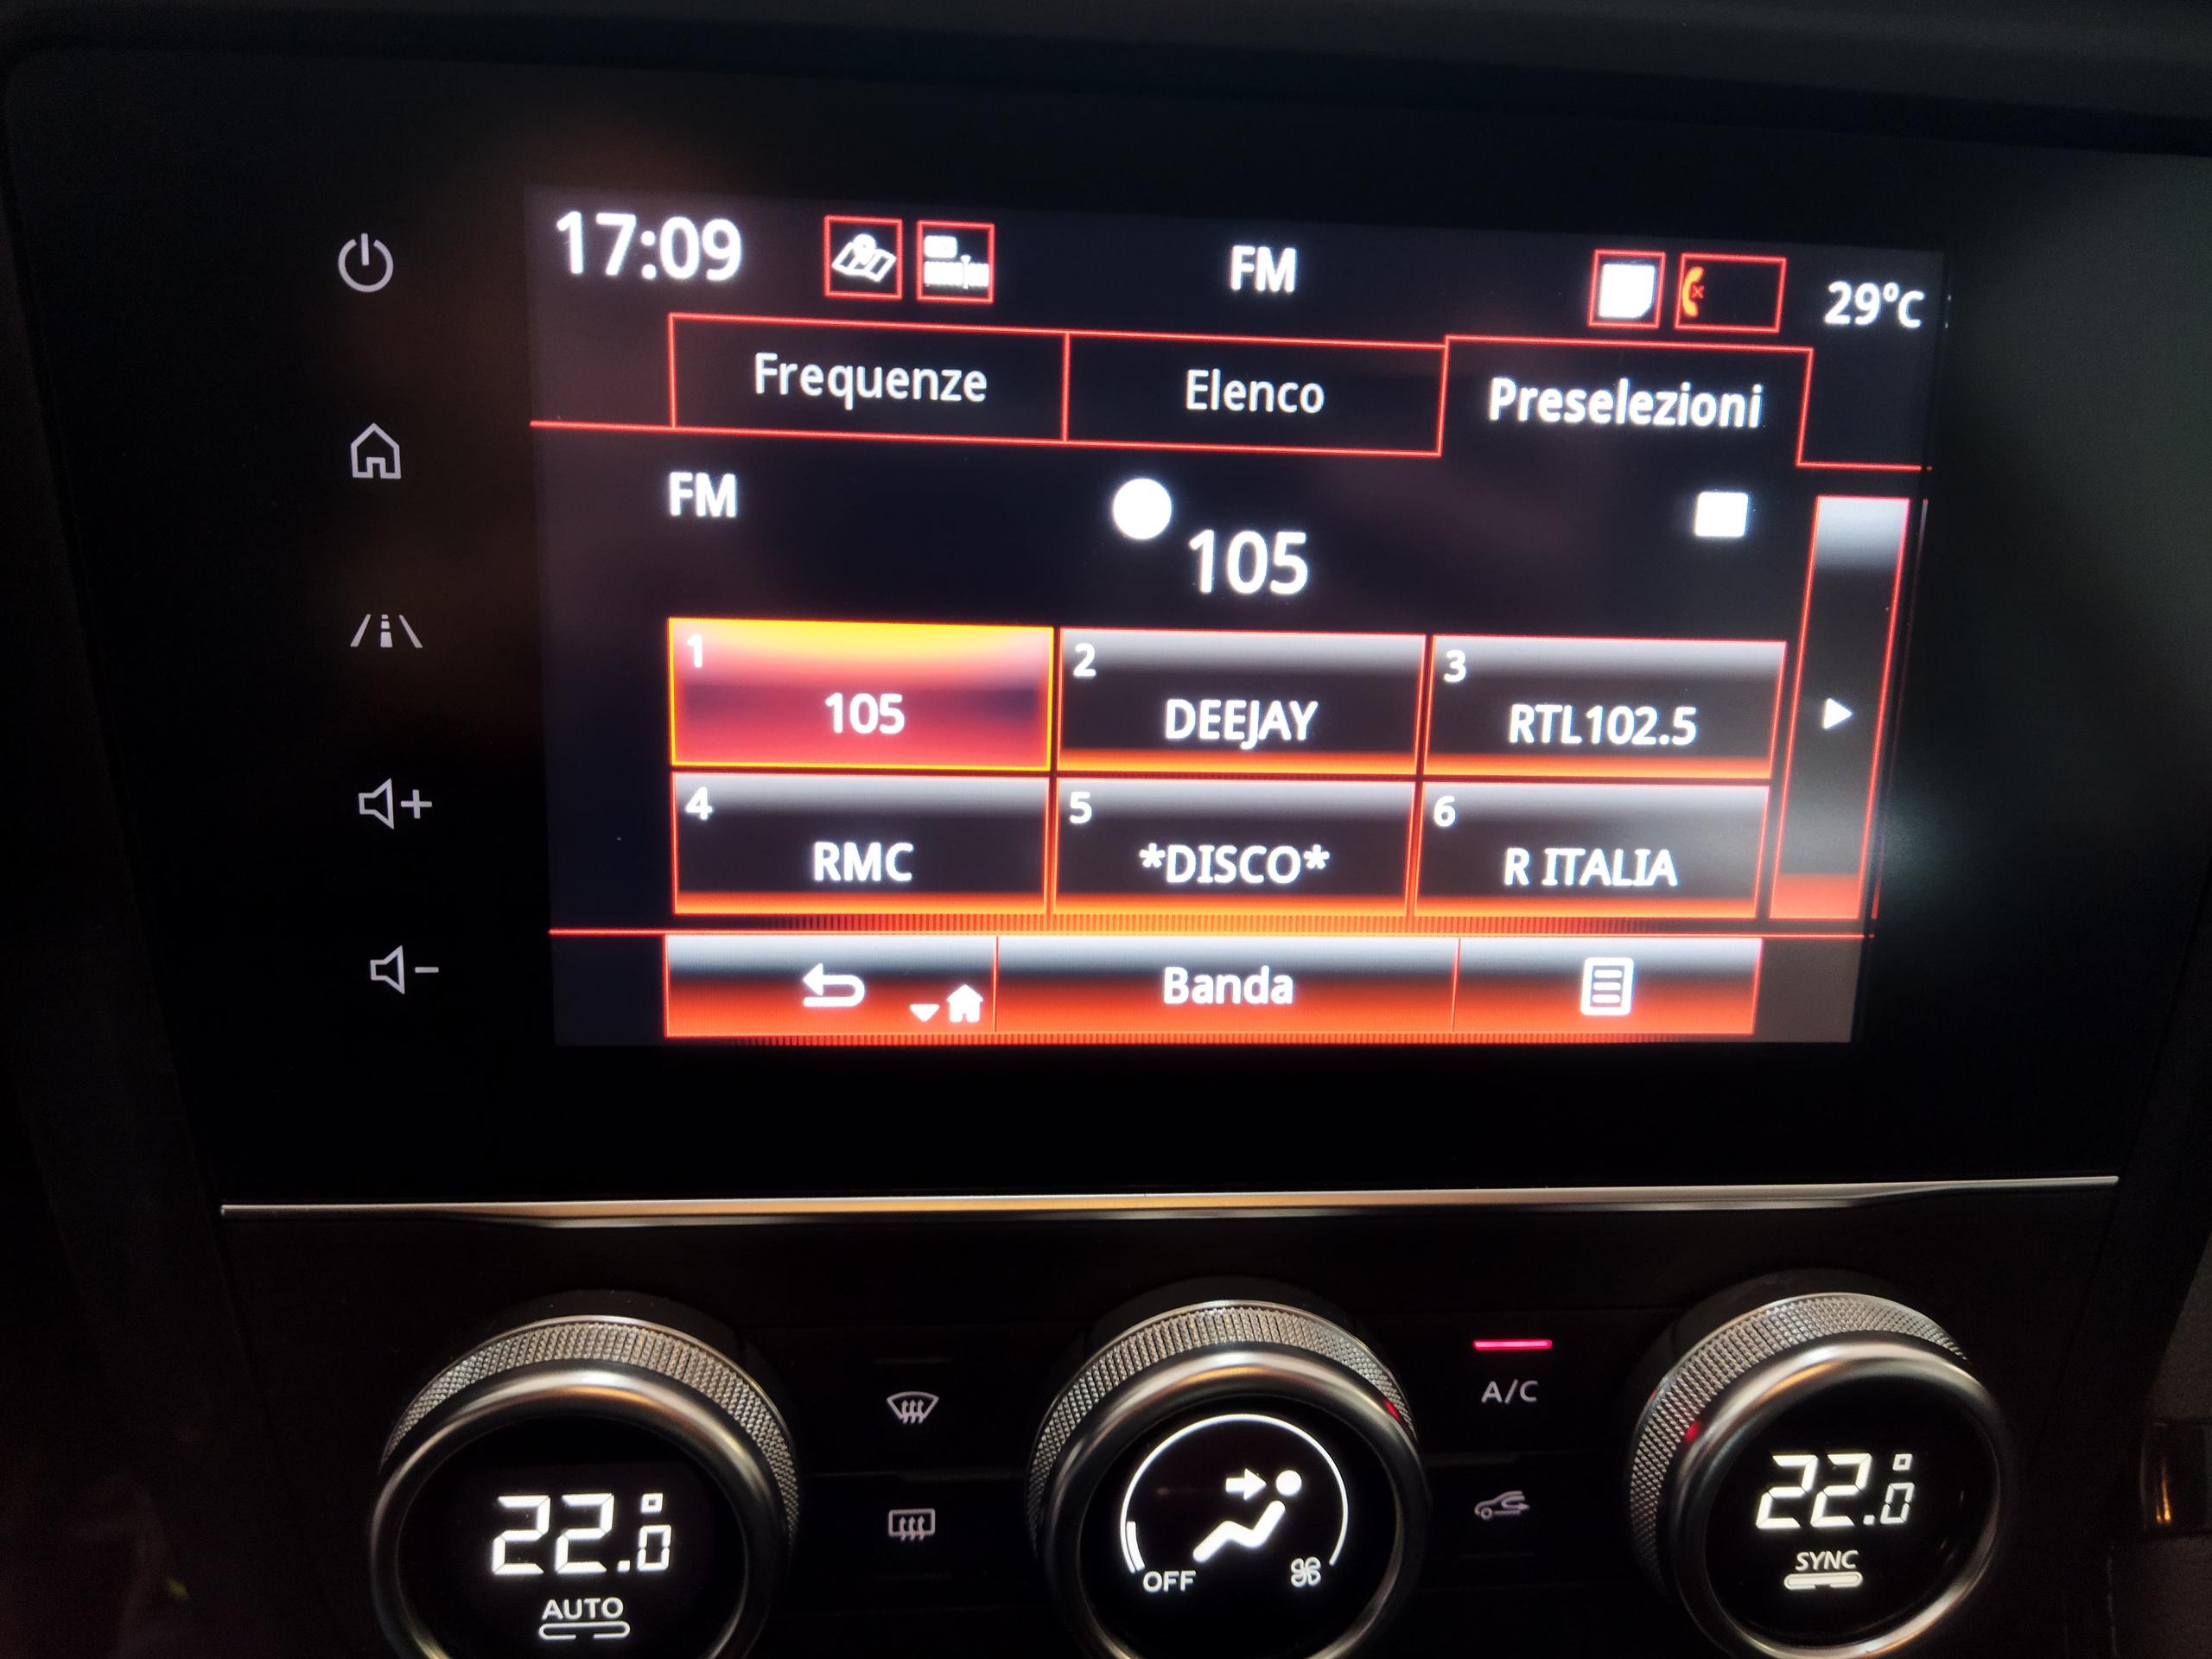 17:09
FM
29°C
Frequenze
Elenco
Preselezioni
FM
105
1
105
2
DEEJAY
3
RTL102.5
4
RMC
5
*DISCO*
6
R ITALIA
Banda
A/C
22.0°
AUTO
OFF
22.0°
SYNC